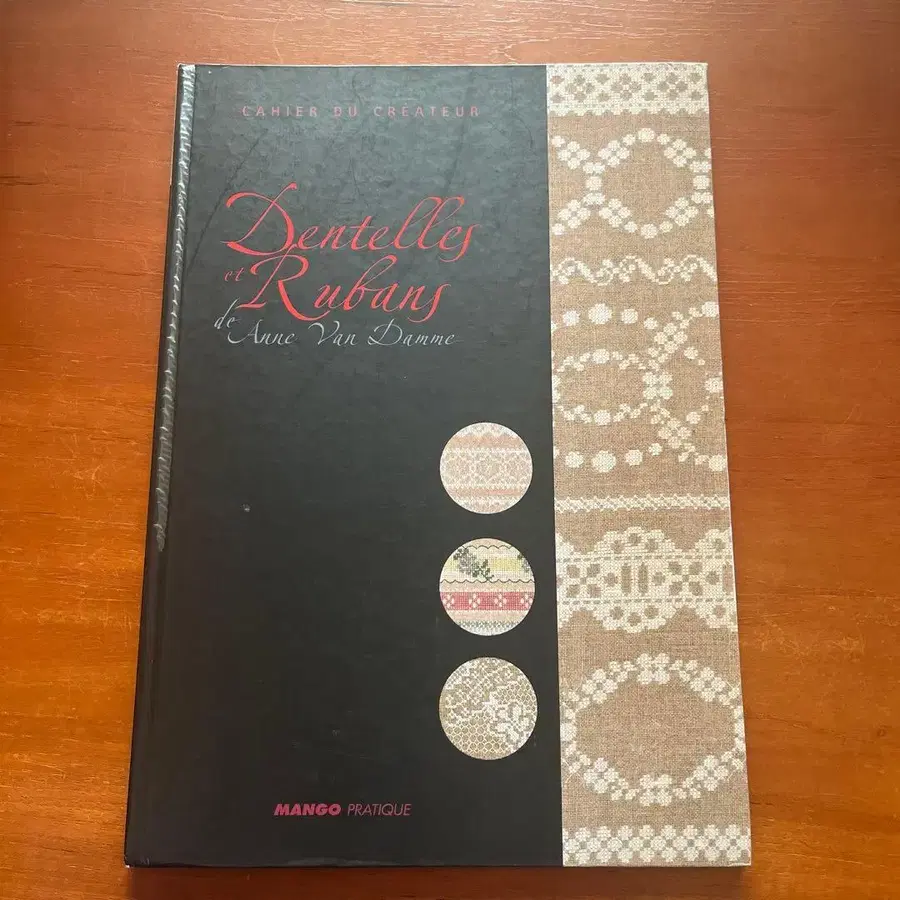 CAHIER DU CRÉATEUR
Dentelles
et Rubans
de Anne Van Damme
MANGO PRATIQUE